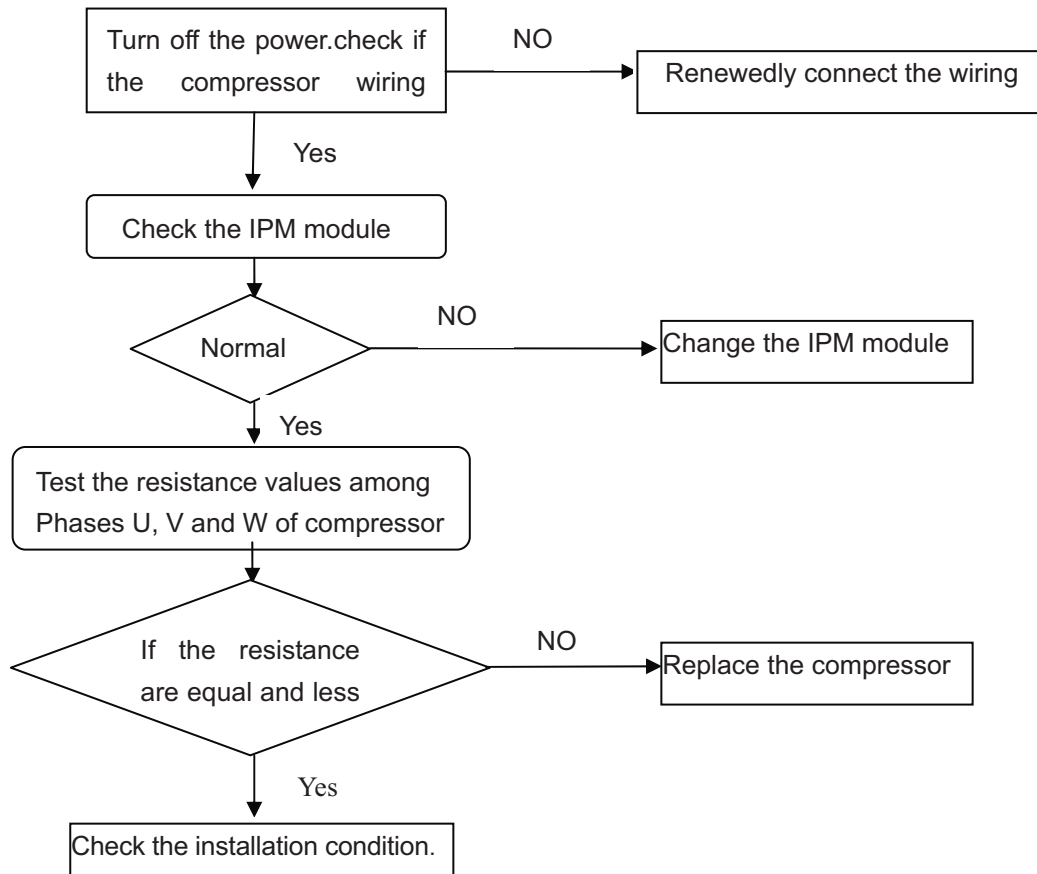 Turn off the power.check if
the compressor wiring
NO
Renewedly connect the wiring
Yes
Check the IPM module
Normal
NO
Change the IPM module
Yes
Test the resistance values among
Phases U, V and W of compressor
If the resistance
are equal and less
NO
Replace the compressor
Yes
Check the installation condition.